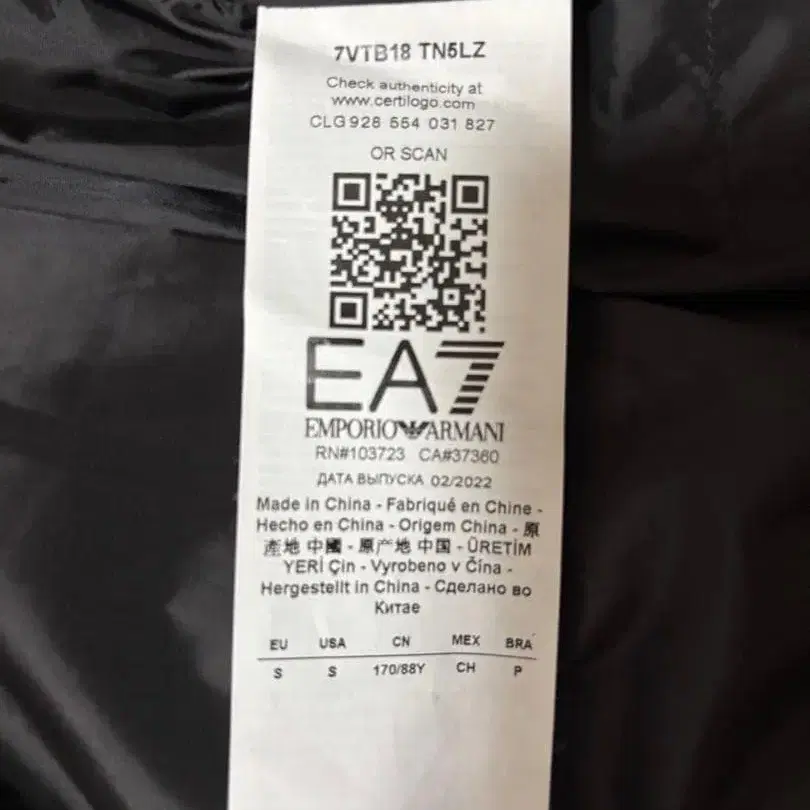 7VTB18 TN5LZ
Check authenticity at
www.certilogo.com
CLG 928 554 031 827
OR SCAN
EA7
EMPORIO ARMANI
RN#103723 CA#37360
ДАТА ВЫПУСКА 02/2022
Made in China - Fabriqué en Chine -
Hecho en China - Origem China - 原
產地 中國 - 原产地 中国 - ÜRETİM
YERİ Çin - Vyrobeno v Čína -
Hergestellt in China - Сделано во
Китае
EU USA CN MEX BRA
S S 170/88Y CH P